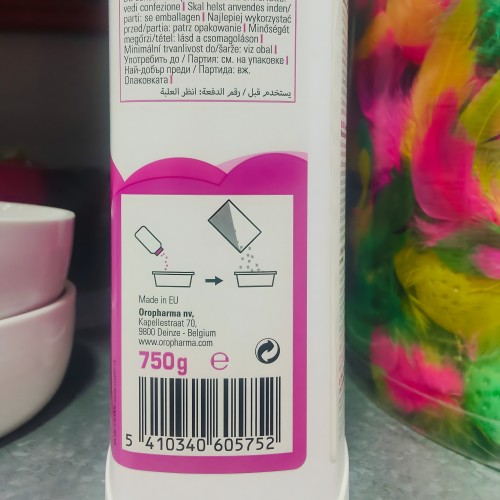 vedi confezione | Skal helst anvendes inden/
parti: se emballagen | Najlepiej wykorzystać
przed/partia: patrz opakowanie | Minőségét
megőrzi/tétel: lásd a csomagoláson |
Minimální trvanlivost do/šarže: viz obal |
Употребить до / Партия: см. на упаковке |
Най-добър преди / Партида: вж.
Опаковката |
يستخدم قبل / رقم الدفعة: انظر العلبة
Made in EU
Oropharma nv,
Kapellestraat 70,
9800 Deinze - Belgium
www.oropharma.com
750g ℮
5 410340 605752